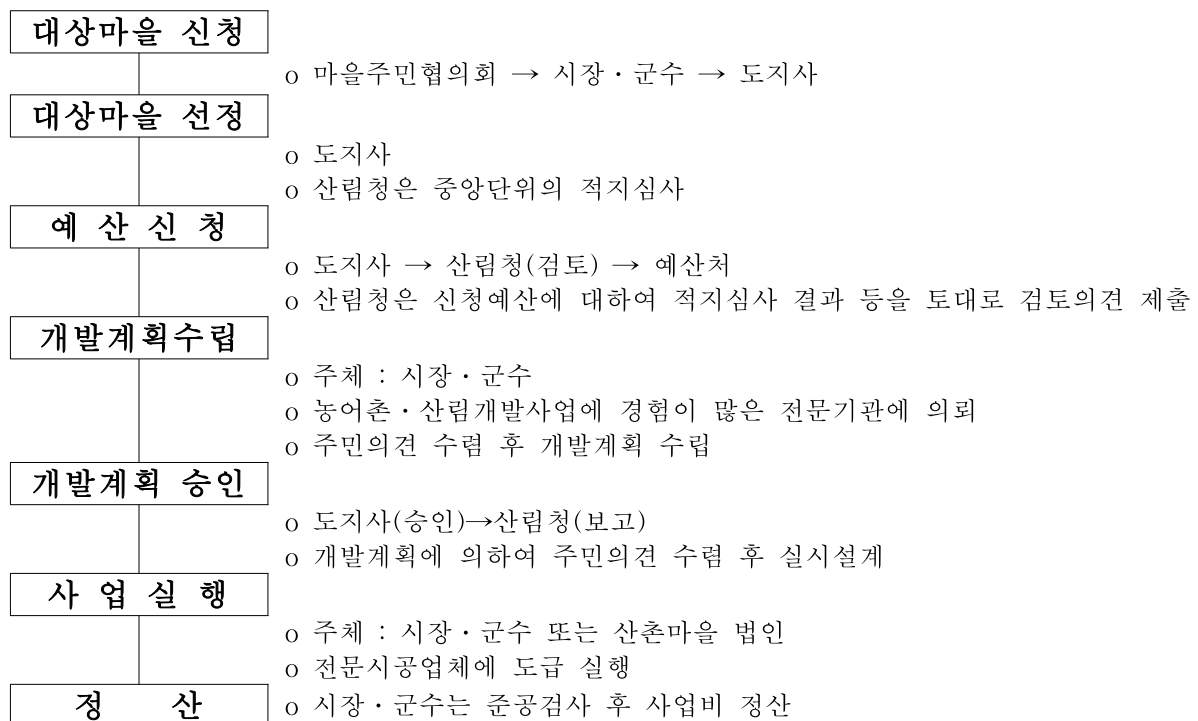 대상마을 신청
o 마을주민협의회 → 시장・군수 → 도지사
대상마을 선정
o 도지사
o 산림청은 중앙단위의 적지심사
예 산 신 청
o 도지사 → 산림청(검토) → 예산처
o 산림청은 신청예산에 대하여 적지심사 결과 등을 토대로 검토의견 제출
개발계획수립
o 주체 : 시장・군수
o 농어촌・산림개발사업에 경험이 많은 전문기관에 의뢰
o 주민의견 수렴 후 개발계획 수립
개발계획 승인
o 도지사(승인)→산림청(보고)
o 개발계획에 의하여 주민의견 수렴 후 실시설계
사 업 실 행
o 주체 : 시장・군수 또는 산촌마을 법인
o 전문시공업체에 도급 실행
정 산
o 시장・군수는 준공검사 후 사업비 정산